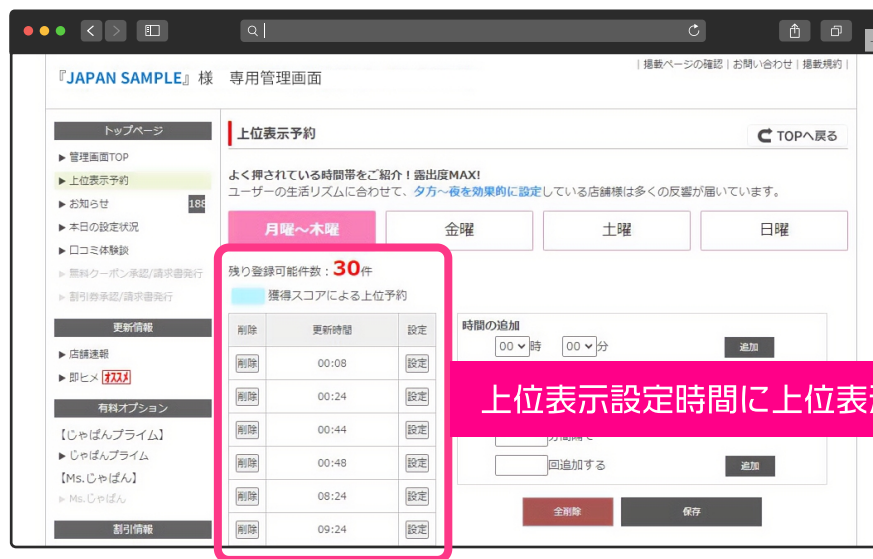 『JAPAN SAMPLE』様 専用管理画面
| 掲載ページの確認 | お問い合わせ | 掲載規約 |
トップページ
▶ 管理画面TOP
▶ 上位表示予約
▶ お知らせ 188
▶ 本日の設定状況
▶ 口コミ体験談
▶ 無料クーポン承認/請求書発行
▶ 割引券承認/請求書発行
更新情報
▶ 店舗速報
▶ 即ヒメ オススメ
有料オプション
【じゃぱんプライム】
▶ じゃぱんプライム
【Ms.じゃぱん】
▶ Ms.じゃぱん
割引情報
上位表示予約
TOPへ戻る
よく押されている時間帯をご紹介！露出度MAX!
ユーザーの生活リズムに合わせて、夕方～夜を効果的に設定している店舗様は多くの反響が届いています。
月曜～木曜 金曜 土曜 日曜
残り登録可能件数：30件
獲得スコアによる上位予約
削除 更新時間 設定
削除 00:08 設定
削除 00:24 設定
削除 00:44 設定
削除 00:48 設定
削除 08:24 設定
削除 09:24 設定
時間の追加
00 時 00 分 追加
上位表示設定時間に上位表
分間隔で
回追加する 追加
全削除 保存